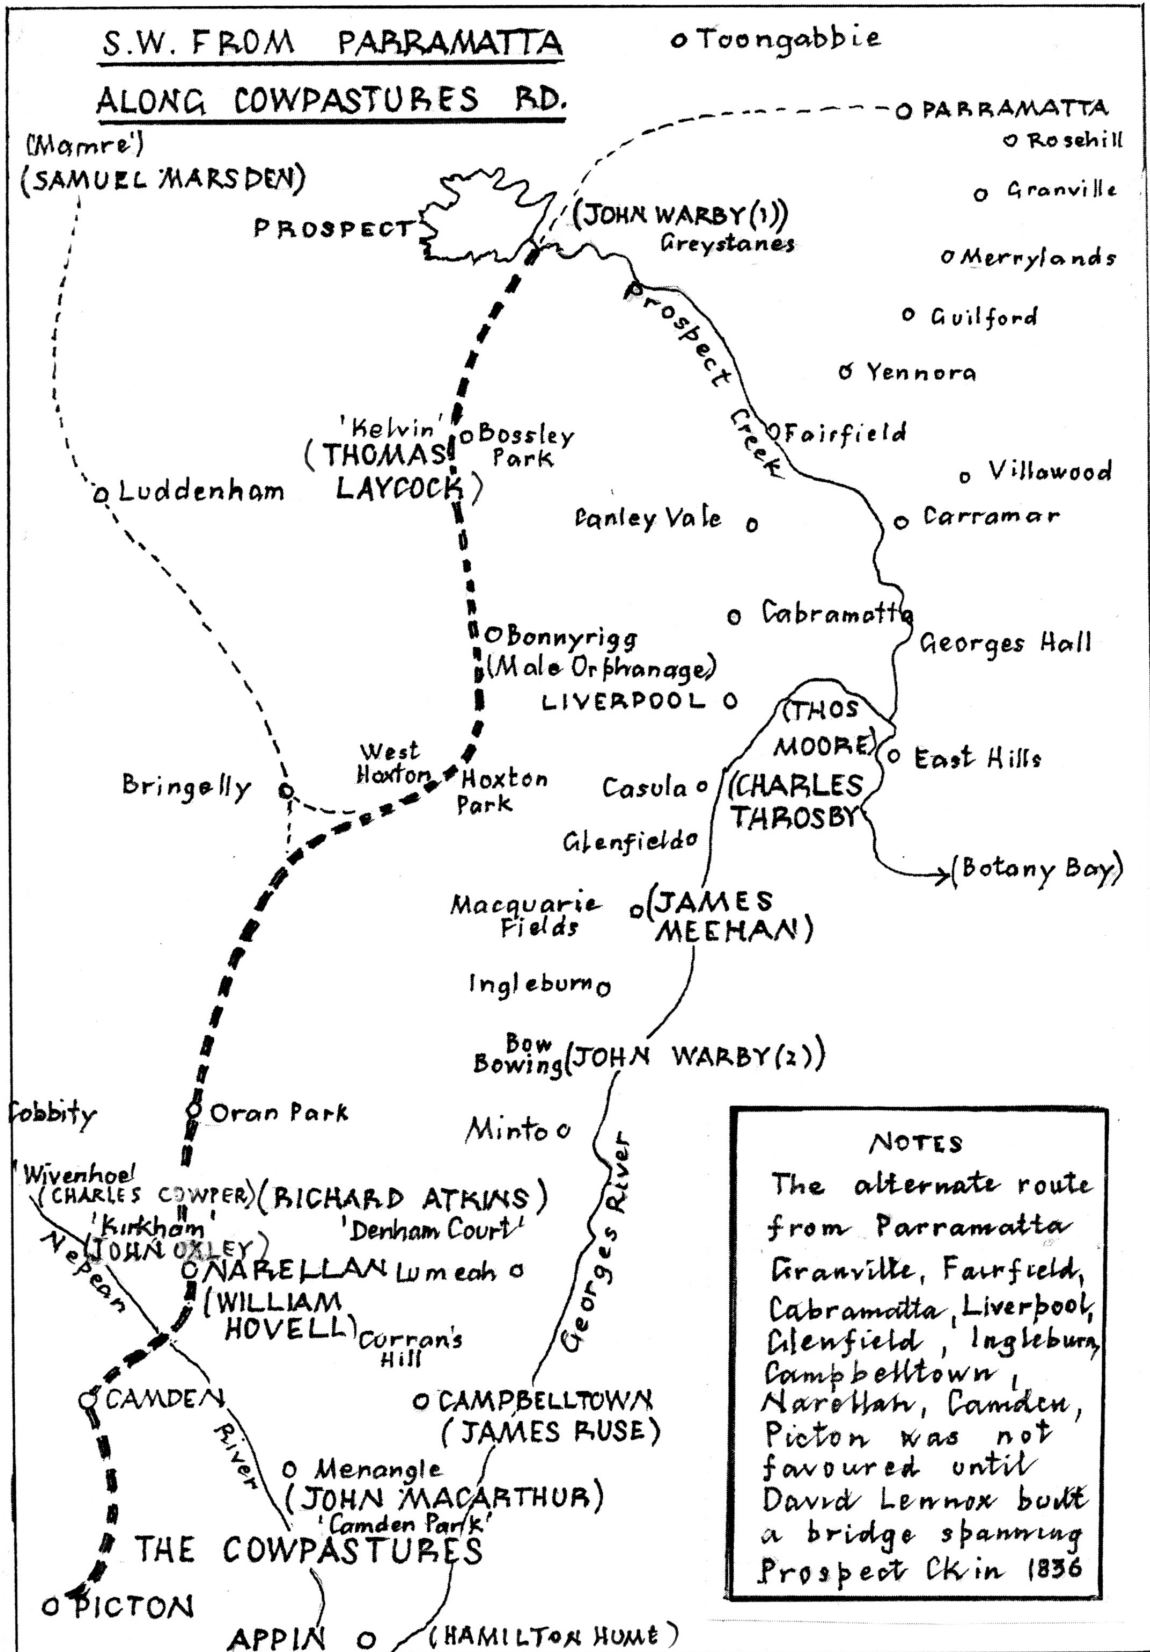 S.W. FROM PARRAMATTA
ALONG COWPASTURES RD.
Toongabbie
PARRAMATTA
Rosehill
('Mamre')
(SAMUEL MARSDEN)
Granville
PROSPECT
(JOHN WARBY(1))
Greystanes
Merrylands
Prospect Creek
Guilford
Yennora
'Kelvin'
(THOMAS
LAYCOCK)
Bossley
Park
Fairfield
Villawood
Luddenham
Canley Vale
Carramar
Cabramatta
Bonnyrigg
(Male Orphanage)
Georges Hall
LIVERPOOL
(THOS
MOORE)
East Hills
West
Hoxton
Hoxton
Park
Bringelly
Casula
(CHARLES
THROSBY
Glenfield
(Botany Bay)
Macquarie
Fields
(JAMES
MEEHAN)
Ingleburn
Bow
Bowing
(JOHN WARBY(2))
Cobbity
Oran Park
Minto
Georges River
'Wivenhoe'
(CHARLES COWPER)
(RICHARD ATKINS)
'Denham Court'
'Kirkham'
(JOHN OXLEY)
Nepean
River
NARELLAN
Lumeah
(WILLIAM
HOVELL)
Curran's
Hill
CAMDEN
CAMPBELLTOWN
(JAMES RUSE)
Menangle
(JOHN MACARTHUR)
'Camden Park'
THE COWPASTURES
PICTON
APPIN
(HAMILTON HUME)
NOTES
The alternate route
from Parramatta
Granville, Fairfield,
Cabramatta, Liverpool,
Glenfield, Ingleburn,
Campbelltown,
Narellan, Camden,
Picton was not
favoured until
David Lennox built
a bridge spanning
Prospect Ck in 1836